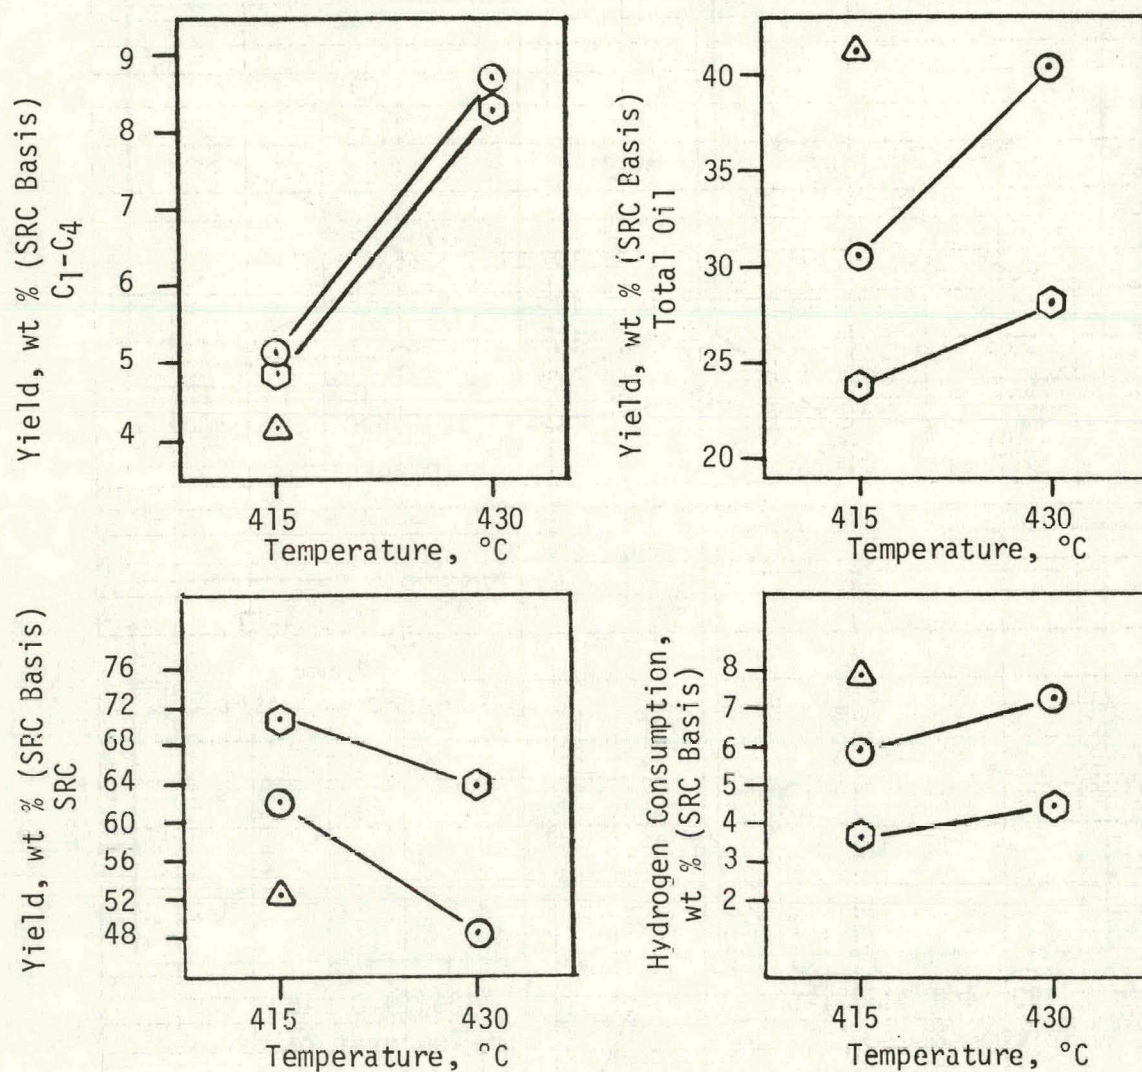 Yield, wt % (SRC Basis)
C1-C4
9
8
7
6
5
4
415
430
Temperature, °C
Yield, wt % (SRC Basis)
Total Oil
40
35
30
25
20
415
430
Temperature, °C
Yield, wt % (SRC Basis)
SRC
76
72
68
64
60
56
52
48
415
430
Temperature, °C
Hydrogen Consumption,
wt % (SRC Basis)
8
7
6
5
4
3
2
415
430
Temperature, °C